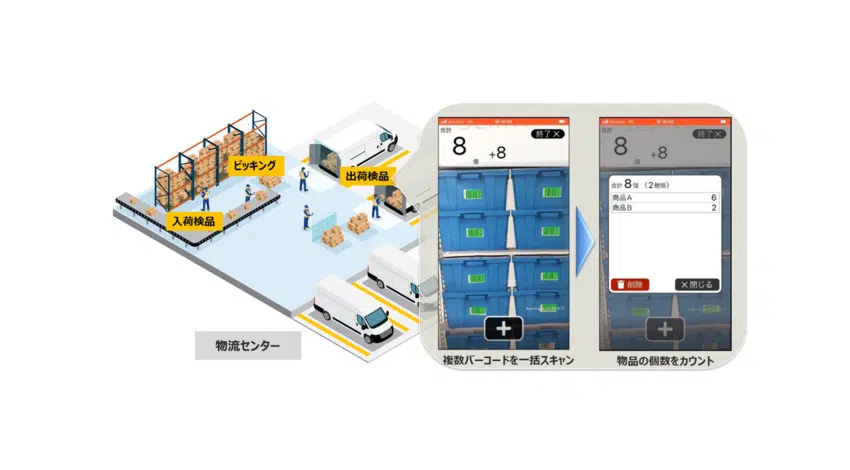 ピッキング
出荷検品
入荷検品
物流センター
合計
8個 +8
終了×
複数バーコードを一括スキャン
合計
8個 +8
終了×
合計 8個 (2種類)
商品A 6
商品B 2
削除
×閉じる
物品の個数をカウント